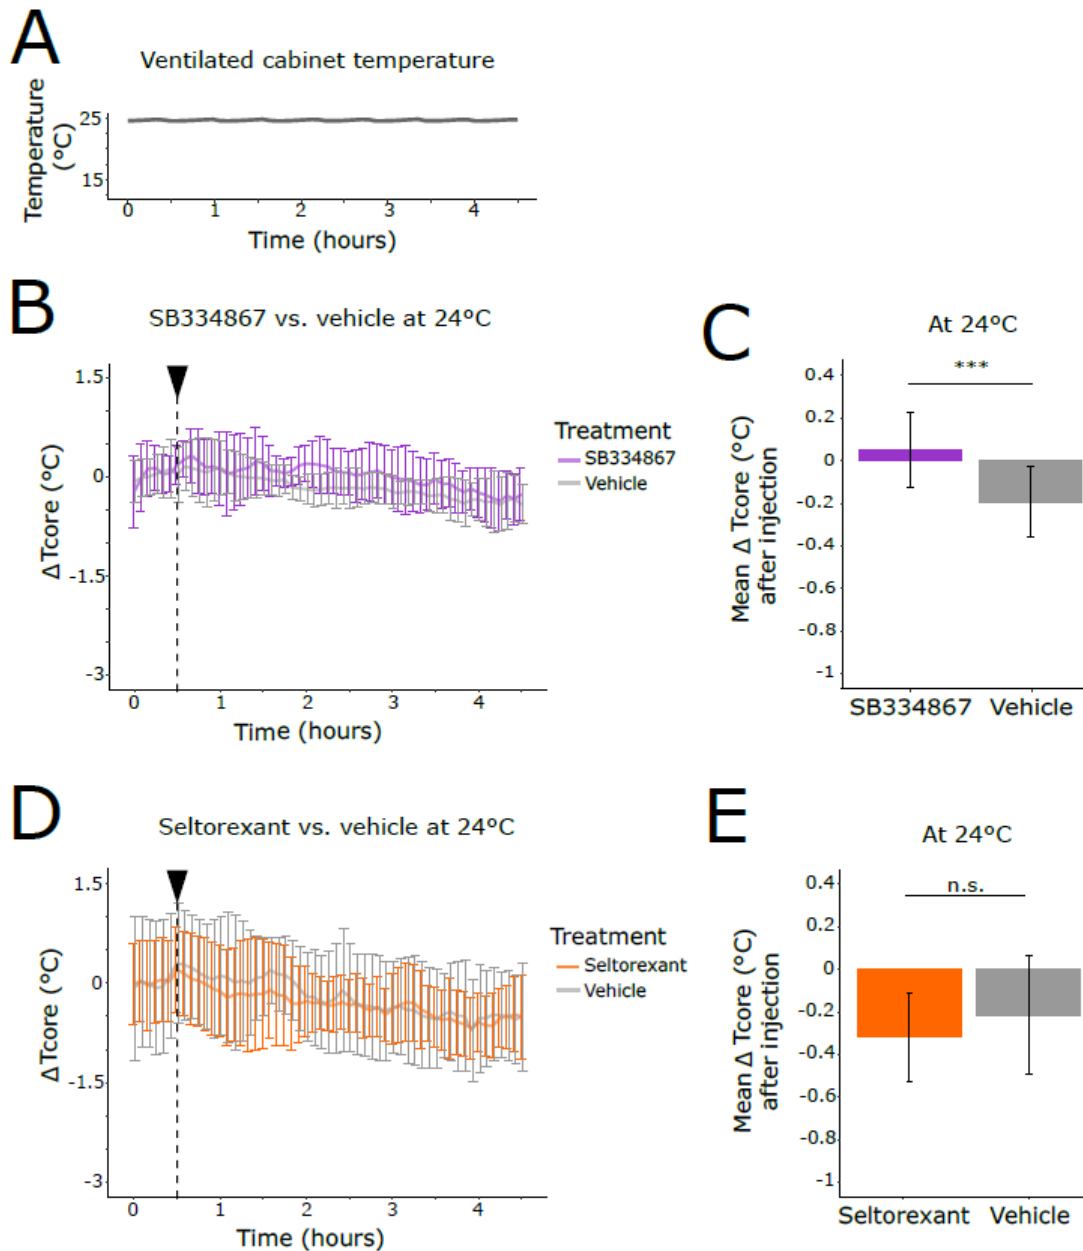 A
Ventilated cabinet temperature
Temperature
(°C)
25
15
0 1 2 3 4
Time (hours)
B
SB334867 vs. vehicle at 24°C
Δ Tcore (°C)
1.5
0
-1.5
-3
0 1 2 3 4
Time (hours)
Treatment
SB334867
Vehicle
C
At 24°C
***
Mean Δ Tcore (°C)
after injection
0.4
0.2
0
-0.2
-0.4
-0.6
-0.8
-1
SB334867 Vehicle
D
Seltorexant vs. vehicle at 24°C
Δ Tcore (°C)
1.5
0
-1.5
-3
0 1 2 3 4
Time (hours)
Treatment
Seltorexant
Vehicle
E
At 24°C
n.s.
Mean Δ Tcore (°C)
after injection
0.4
0.2
0
-0.2
-0.4
-0.6
-0.8
-1
Seltorexant Vehicle